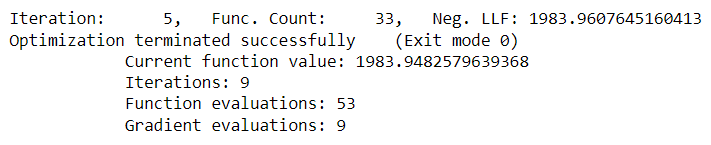 Iteration:      5,   Func. Count:     33,   Neg. LLF: 1983.9607645160413
Optimization terminated successfully    (Exit mode 0)
            Current function value: 1983.9482579639368
            Iterations: 9
            Function evaluations: 53
            Gradient evaluations: 9